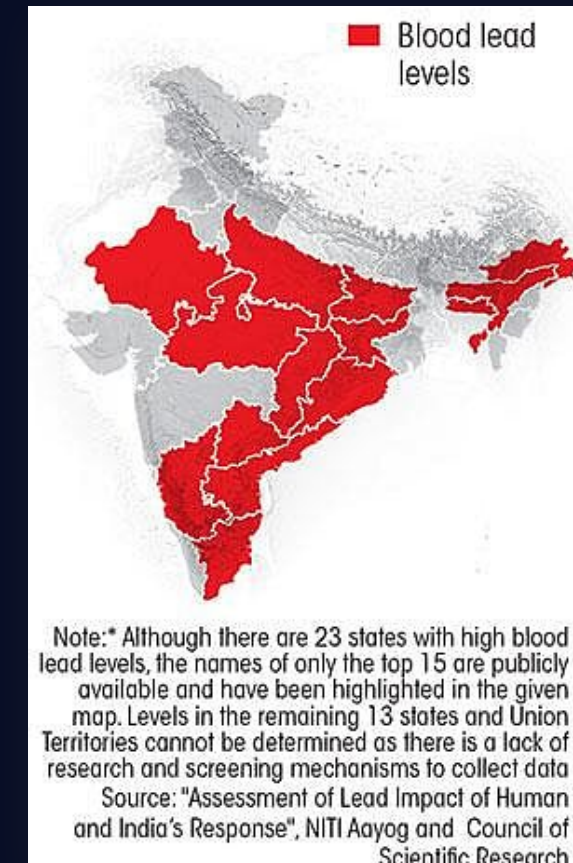 Blood lead
levels
Note:* Although there are 23 states with high blood
lead levels, the names of only the top 15 are publicly
available and have been highlighted in the given
map. Levels in the remaining 13 states and Union
Territories cannot be determined as there is a lack of
research and screening mechanisms to collect data
Source: "Assessment of Lead Impact of Human
and India's Response", NITI Aayog and Council of
Scientific Research